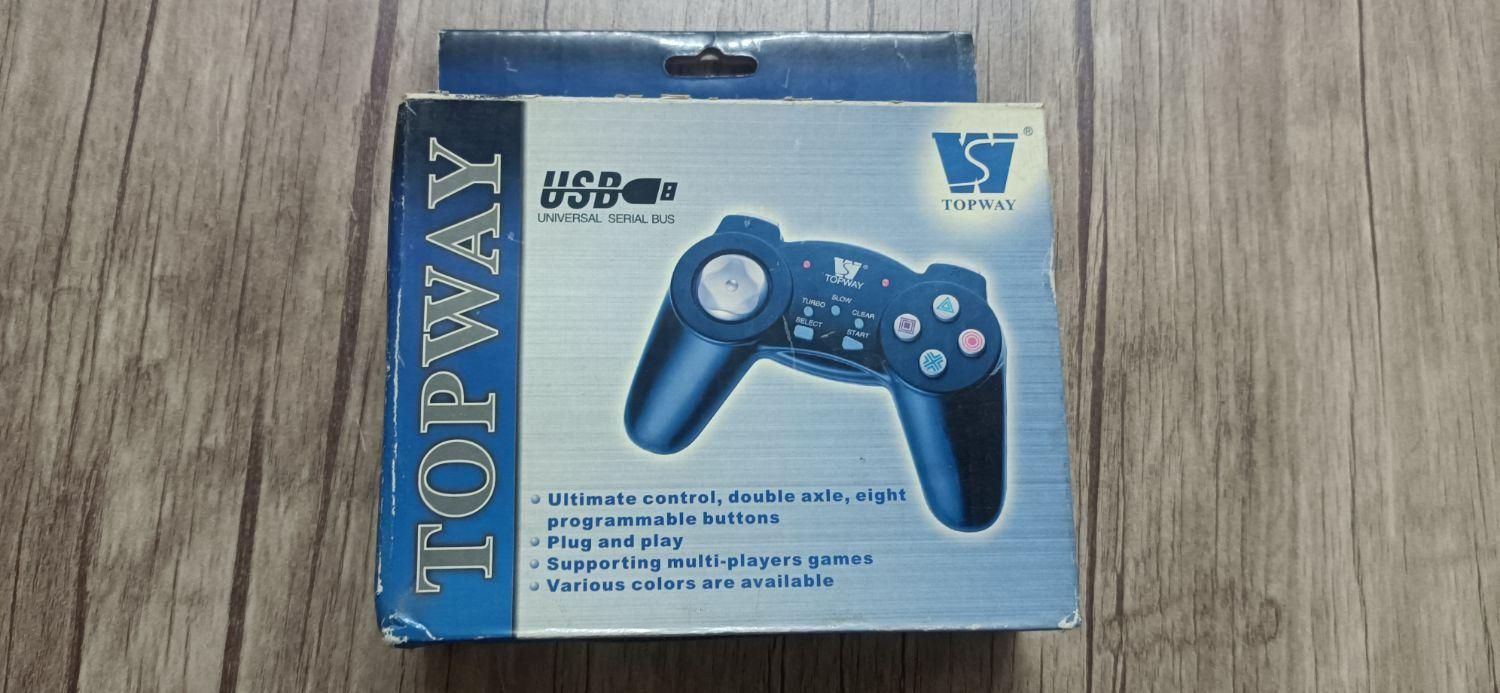 TOPWAY
USB
UNIVERSAL SERIAL BUS
®
TOPWAY
TOPWAY
TURBO
SLOW
CLEAR
SELECT
START
Ultimate control, double axle, eight
programmable buttons
Plug and play
Supporting multi-players games
Various colors are available